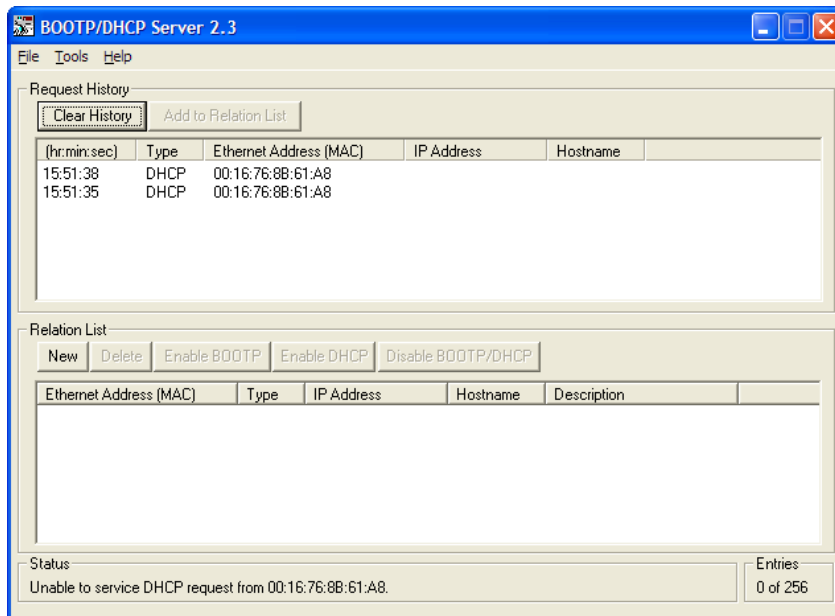 BOOTP/DHCP Server 2.3
File Tools Help
Request History
Clear History Add to Relation List
(hr:min:sec) Type Ethernet Address (MAC) IP Address Hostname
15:51:38 DHCP 00:16:76:8B:61:A8
15:51:35 DHCP 00:16:76:8B:61:A8
Relation List
New Delete Enable BOOTP Enable DHCP Disable BOOTP/DHCP
Ethernet Address (MAC) Type IP Address Hostname Description
Status Entries
Unable to service DHCP request from 00:16:76:8B:61:A8. 0 of 256